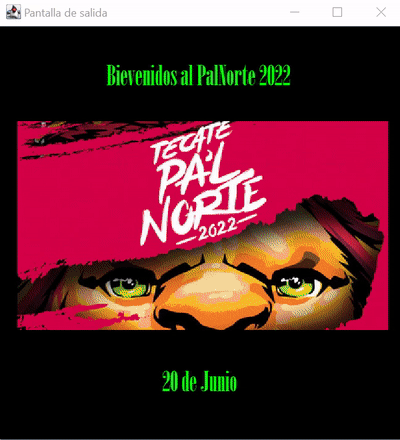 Pantalla de salida
Bievenidos al PalNorte 2022
TECATE
PA'L
NORTE
2022
20 de Junio